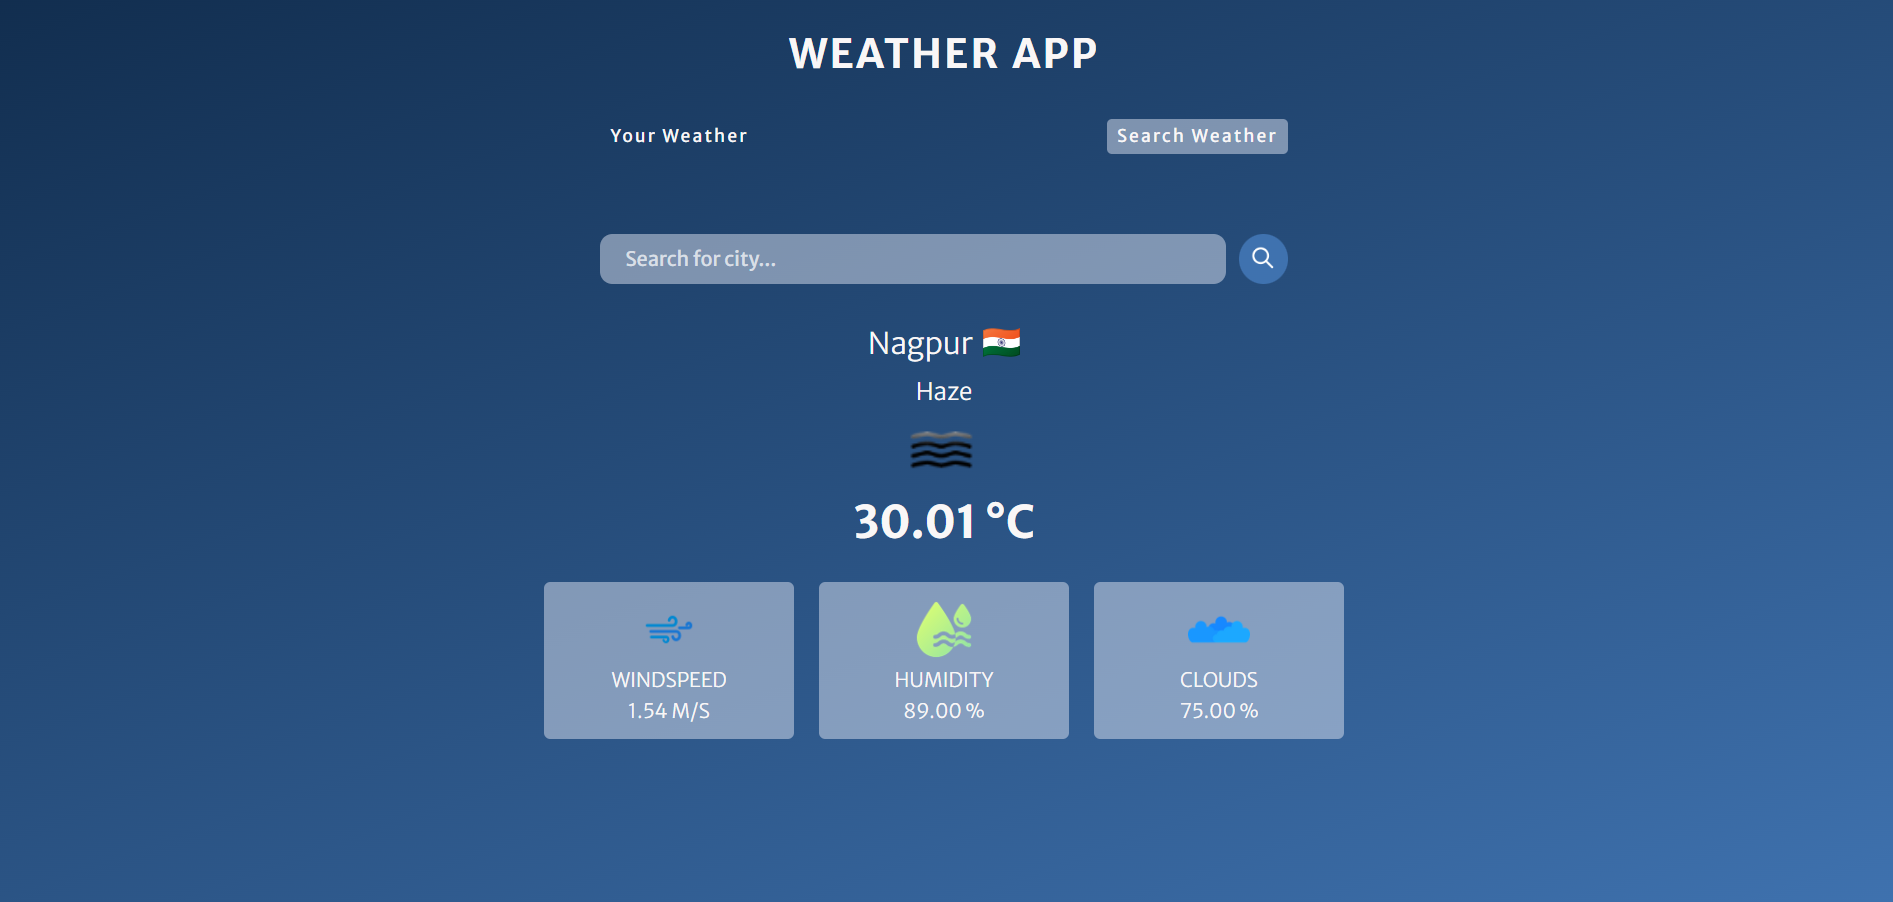 WEATHER APP
Your Weather
Search Weather
Search for city...
Nagpur
Haze
30.01 °C
WINDSPEED
1.54 M/S
HUMIDITY
89.00 %
CLOUDS
75.00 %